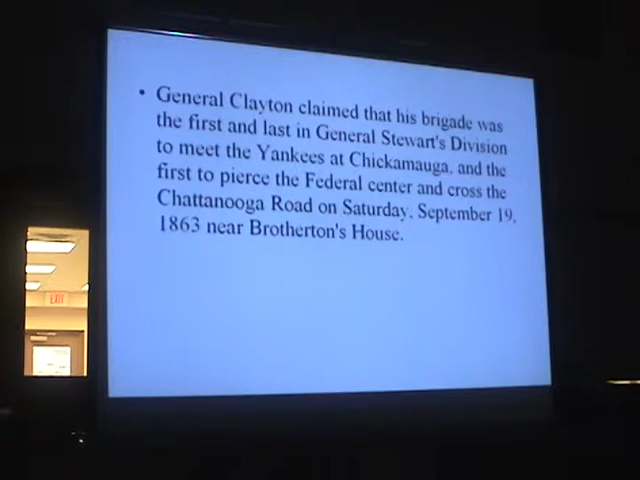 • General Clayton claimed that his brigade was
the first and last in General Stewart's Division
to meet the Yankees at Chickamauga, and the
first to pierce the Federal center and cross the
Chattanooga Road on Saturday, September 19,
1863 near Brotherton's House.
EXIT